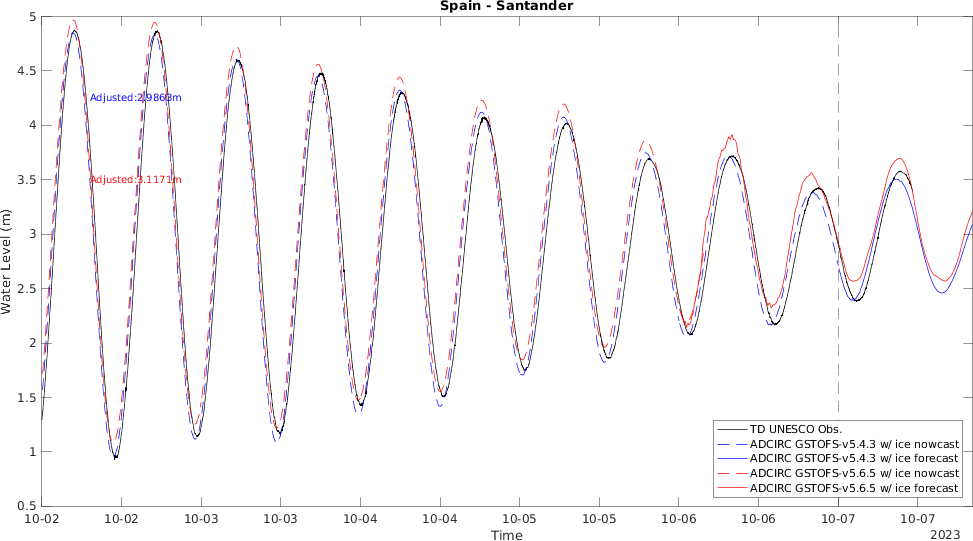 Spain - Santander
5
4.5
4
3.5
3
2.5
2
1.5
1
0.5
Water Level (m)
Adjusted:2.9863m
Adjusted:3.1171m
TD UNESCO Obs.
ADCIRC GSTOFS-v5.4.3 w/ ice nowcast
ADCIRC GSTOFS-v5.4.3 w/ ice forecast
ADCIRC GSTOFS-v5.6.5 w/ ice nowcast
ADCIRC GSTOFS-v5.6.5 w/ ice forecast
10-02 10-02 10-03 10-03 10-04 10-04 10-05 10-05 10-06 10-06 10-07 10-07
Time
2023